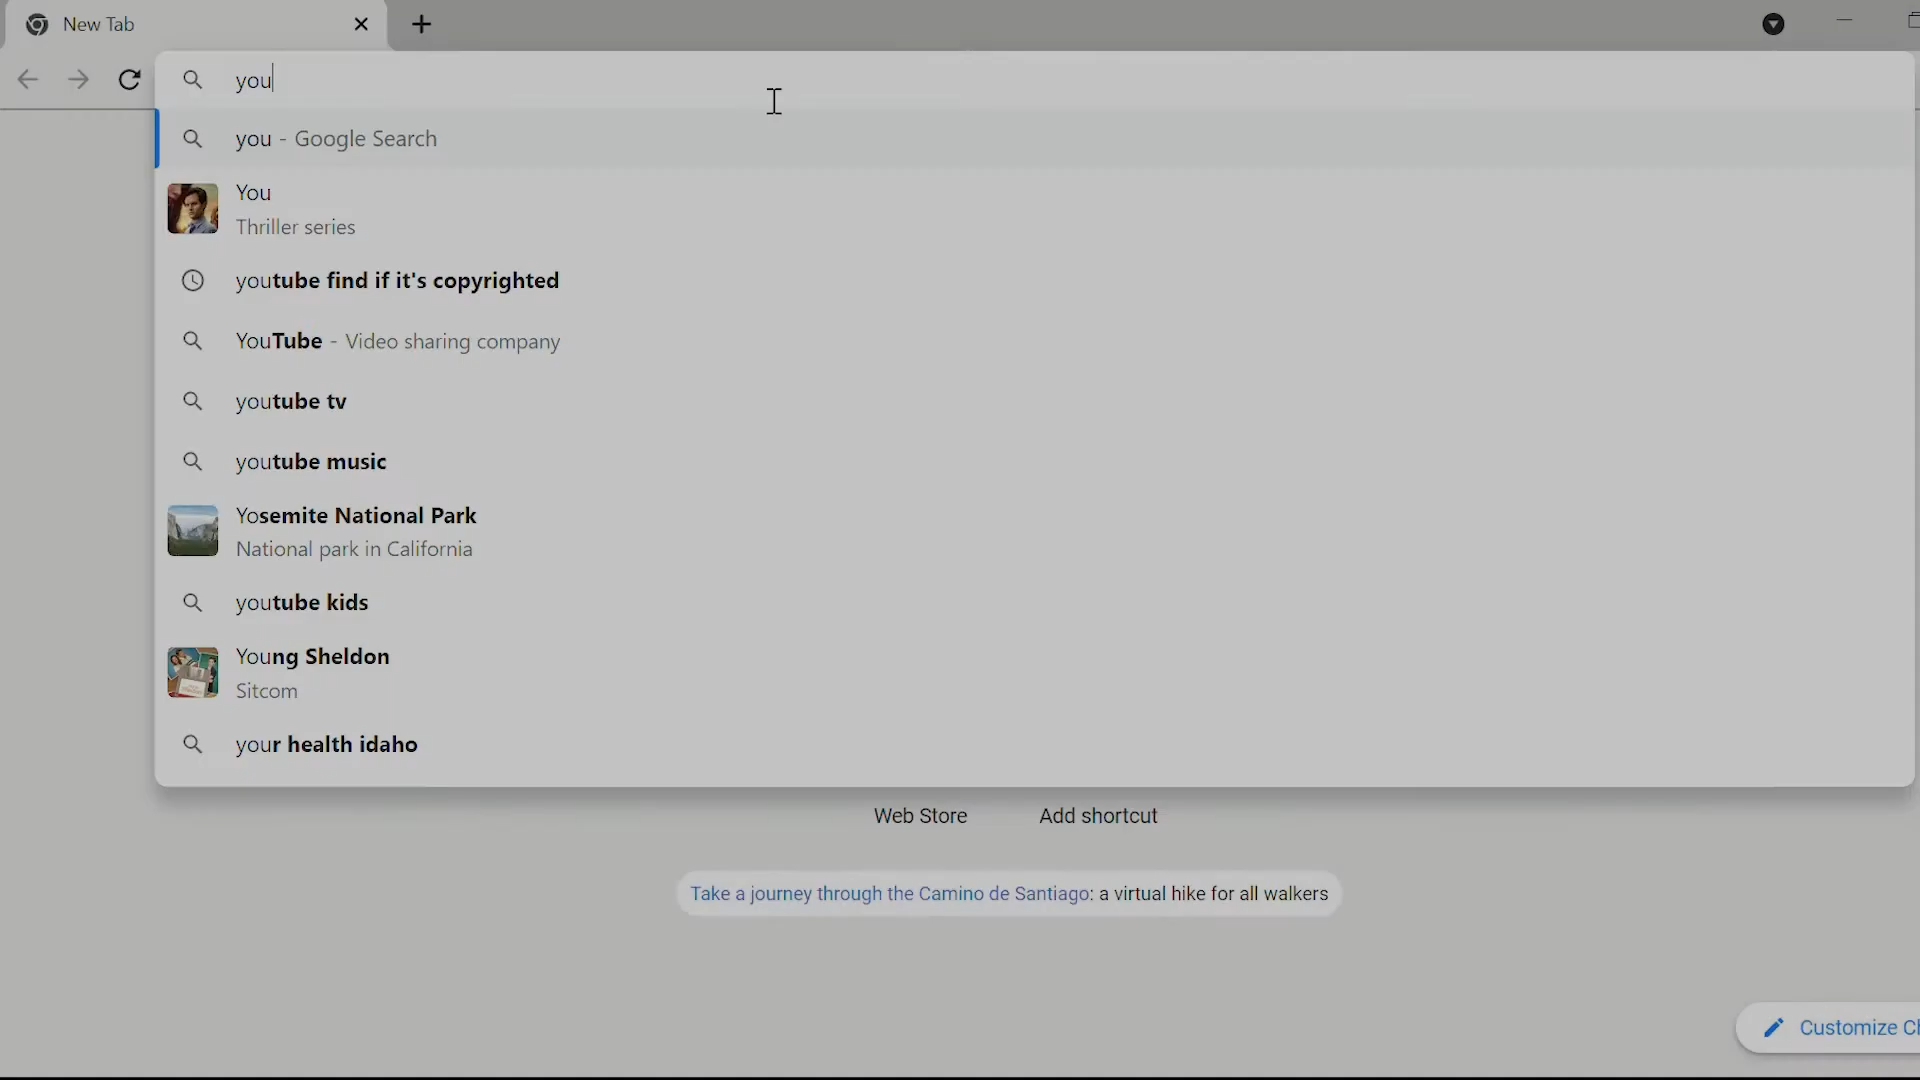 New Tab
you
you - Google Search
You
Thriller series
youtube find if it's copyrighted
YouTube - Video sharing company
youtube tv
youtube music
Yosemite National Park
National park in California
youtube kids
Young Sheldon
Sitcom
your health idaho
Web Store
Add shortcut
Take a journey through the Camino de Santiago: a virtual hike for all walkers
Customize Ch